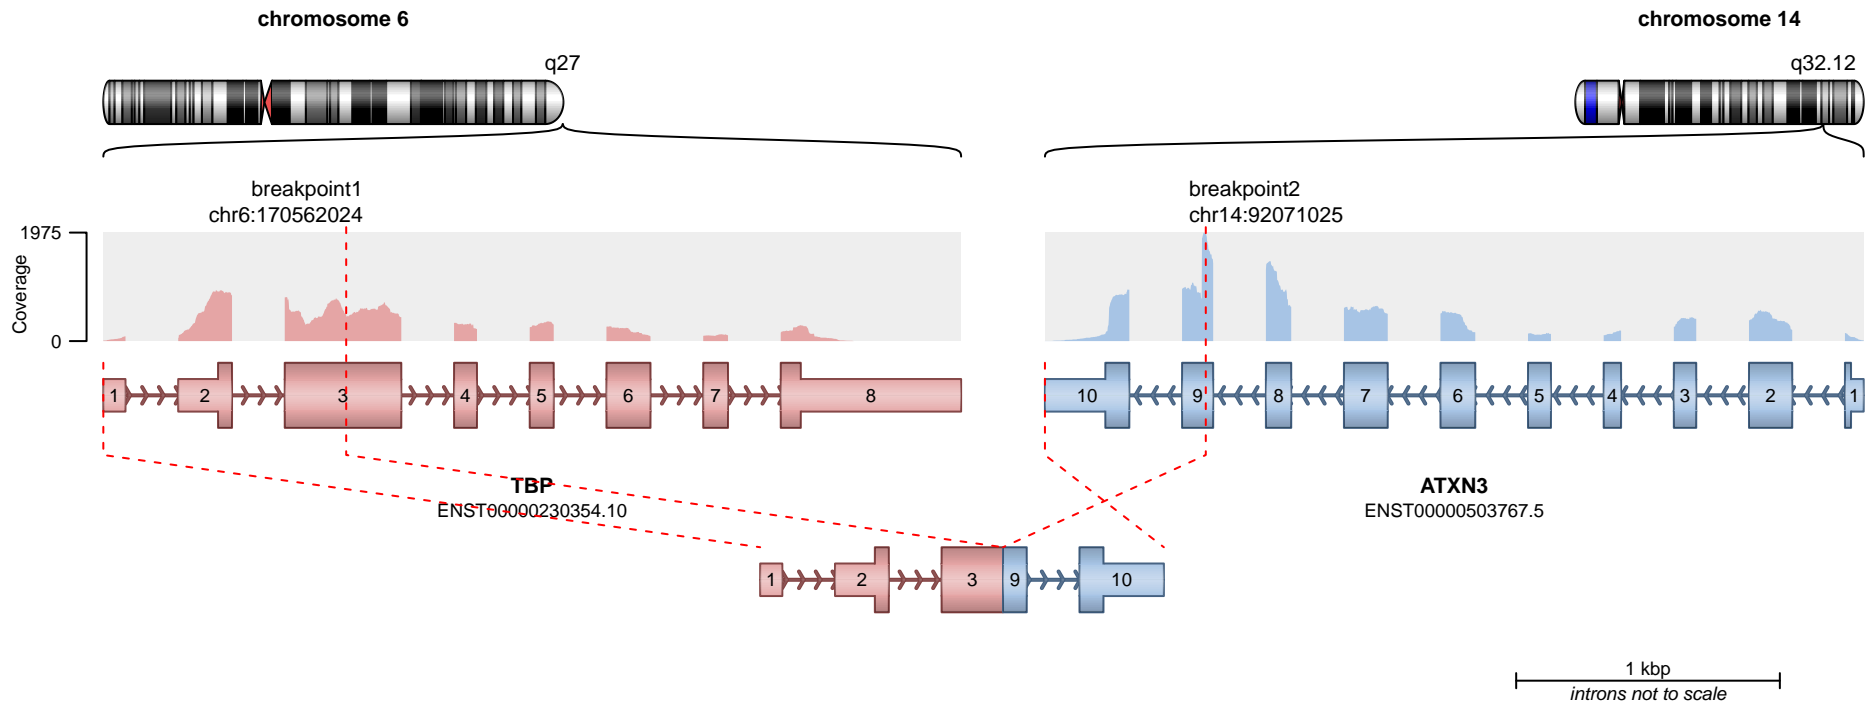 chromosome 6
chromosome 14
q27
q32.12
breakpoint1
chr6:170562024
breakpoint2
chr14:92071025
1975
Coverage
0
1 2 3 4 5 6 7 8
10 9 8 7 6 5 4 3 2 1
TBP
ENST00000230354.10
ATXN3
ENST00000503767.5
1 2 3 9 10
1 kbp
introns not to scale